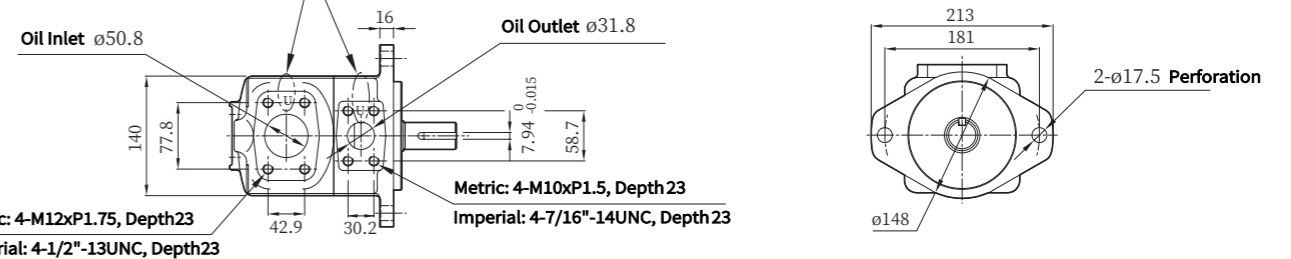 16
Oil Outlet ø31.8
Oil Inlet ø50.8
U
U
140
77.8
7.94 0 -0.015
58.7
Metric: 4-M10xP1.5, Depth23
Imperial: 4-7/16"-14UNC, Depth23
c: 4-M12xP1.75, Depth23
rial: 4-1/2"-13UNC, Depth23
42.9
30.2
213
181
2-ø17.5 Perforation
ø148